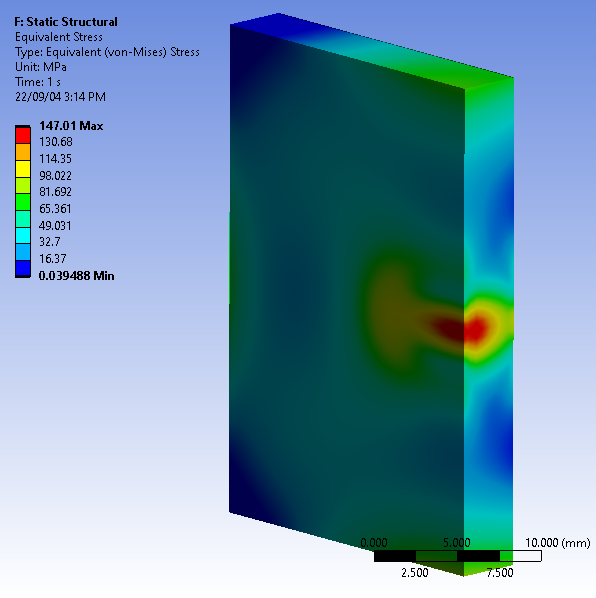 F: Static Structural
Equivalent Stress
Type: Equivalent (von-Mises) Stress
Unit: MPa
Time: 1 s
22/09/04 3:14 PM
147.01 Max
130.68
114.35
98.022
81.692
65.361
49.031
32.7
16.37
0.039488 Min
0.000 5.000 10.000 (mm)
2.500 7.500